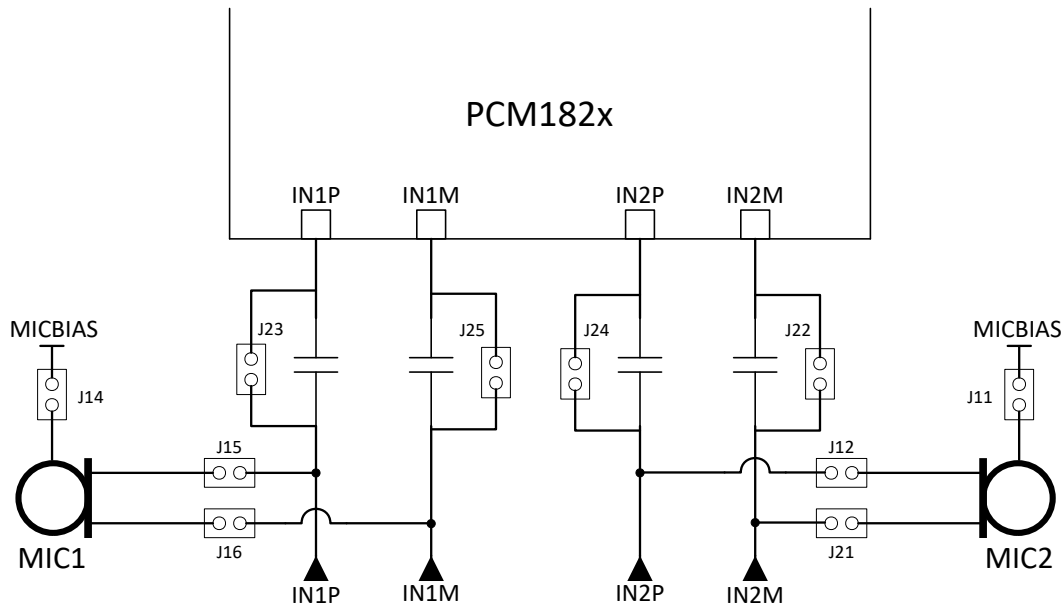 PCM182x
IN1P IN1M IN2P IN2M
MICBIAS J23 J25 J24 J22 MICBIAS
J14 J11
J15 J12
J16 J21
MIC1 MIC2
IN1P IN1M IN2P IN2M